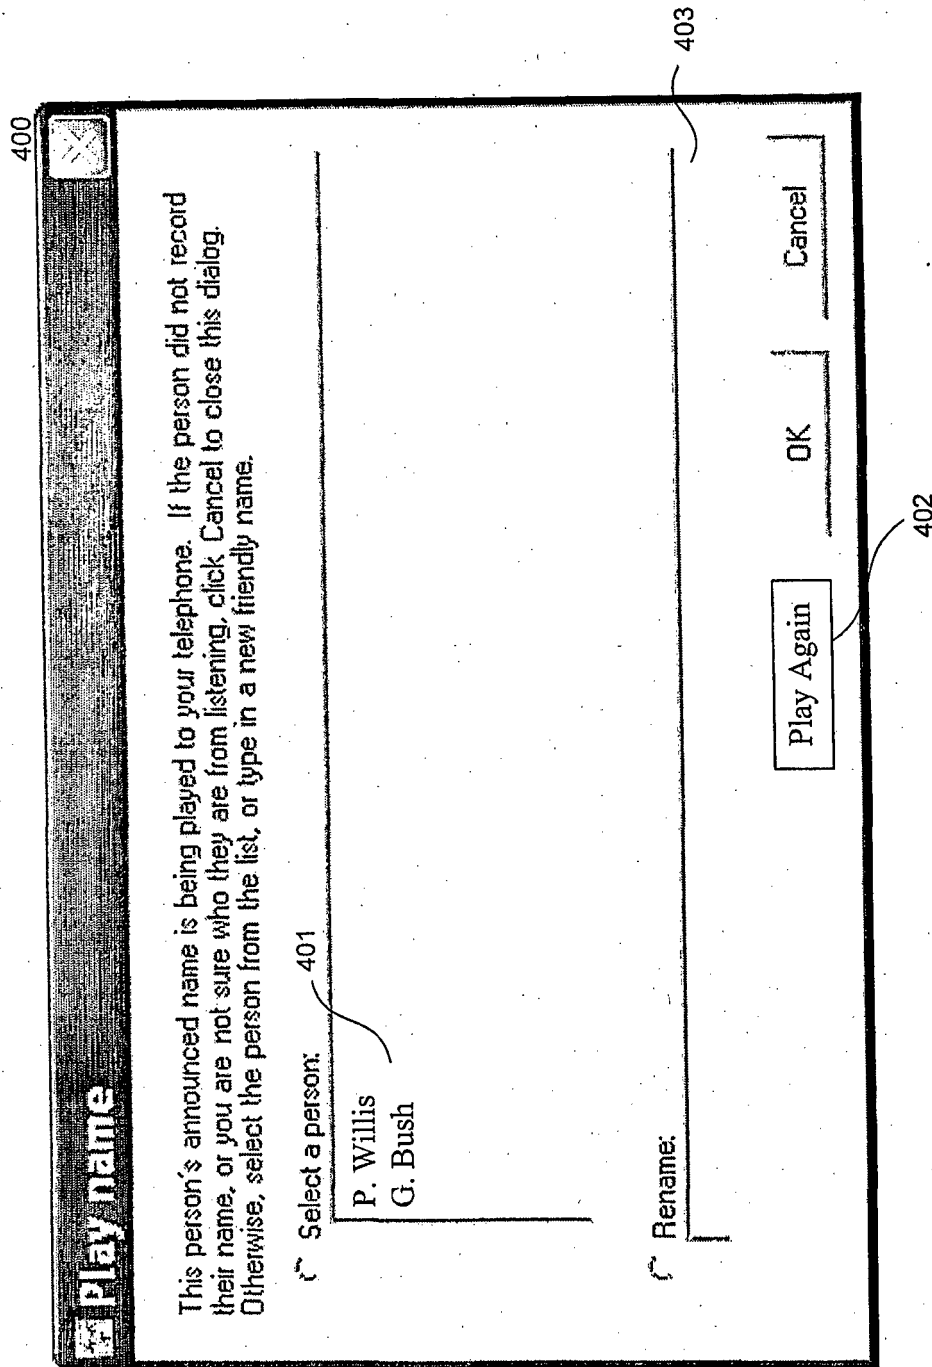 400
Play name
This person's announced name is being played to your telephone. If the person did not record
their name, or you are not sure who they are from listening, click Cancel to close this dialog.
Otherwise, select the person from the list, or type in a new friendly name.
Select a person:
401
P. Willis
G. Bush
Rename:
403
Play Again
OK
Cancel
402